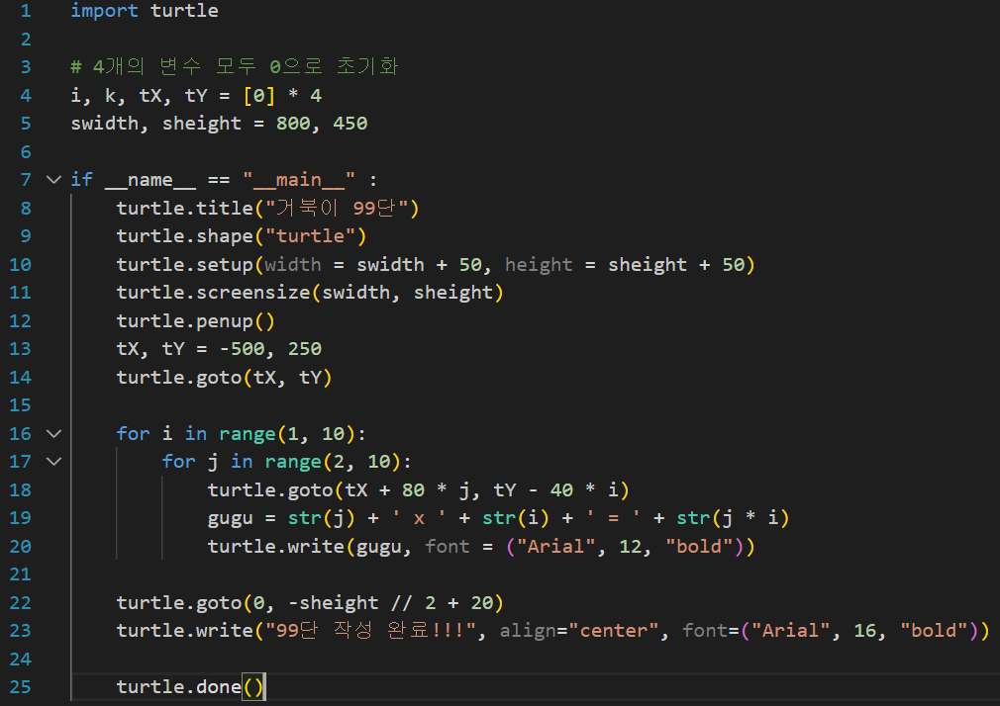 1 import turtle
2
3 # 4개의 변수 모두 0으로 초기화
4 i, k, tX, tY = [0] * 4
5 swidth, sheight = 800, 450
6
7 if __name__ == "__main__" :
8 turtle.title("거북이 99단")
9 turtle.shape("turtle")
10 turtle.setup(width = swidth + 50, height = sheight + 50)
11 turtle.screensize(swidth, sheight)
12 turtle.penup()
13 tX, tY = -500, 250
14 turtle.goto(tX, tY)
15
16 for i in range(1, 10):
17 for j in range(2, 10):
18 turtle.goto(tX + 80 * j, tY - 40 * i)
19 gugu = str(j) + ' x ' + str(i) + ' = ' + str(j * i)
20 turtle.write(gugu, font = ("Arial", 12, "bold"))
21
22 turtle.goto(0, -sheight // 2 + 20)
23 turtle.write("99단 작성 완료!!!", align="center", font=("Arial", 16, "bold"))
24
25 turtle.done()